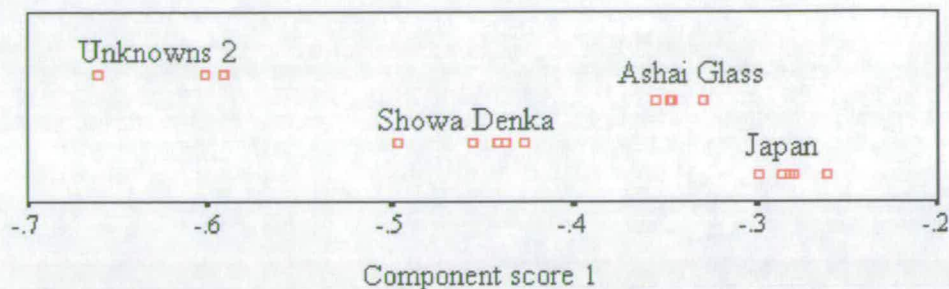 Unknowns 2
Ashai Glass
Showa Denka
Japan
-.7 -.6 -.5 -.4 -.3 -.2
Component score 1